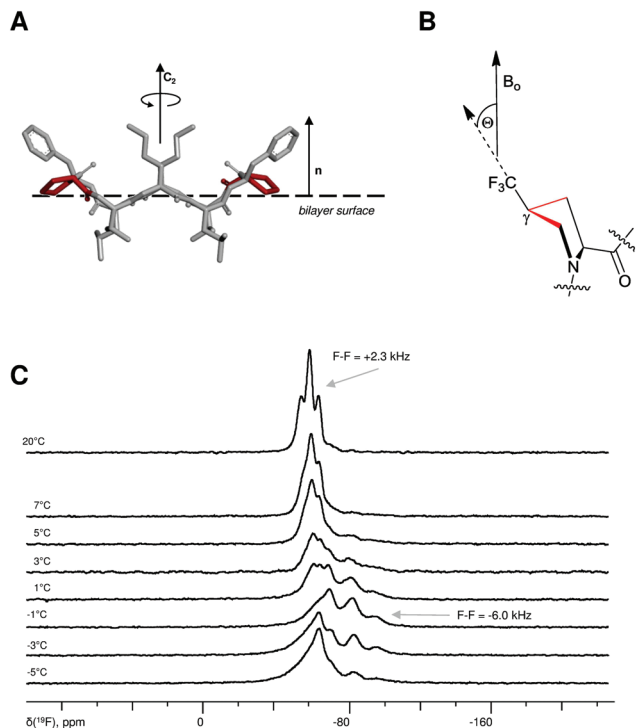 A
C₂
n
bilayer surface
B
Bₒ
Θ
F₃C
γ
N
O
C
F-F = +2.3 kHz
20°C
7°C
5°C
3°C
1°C
-1°C
F-F = -6.0 kHz
-3°C
-5°C
0
-80
-160
δ(¹⁹F), ppm